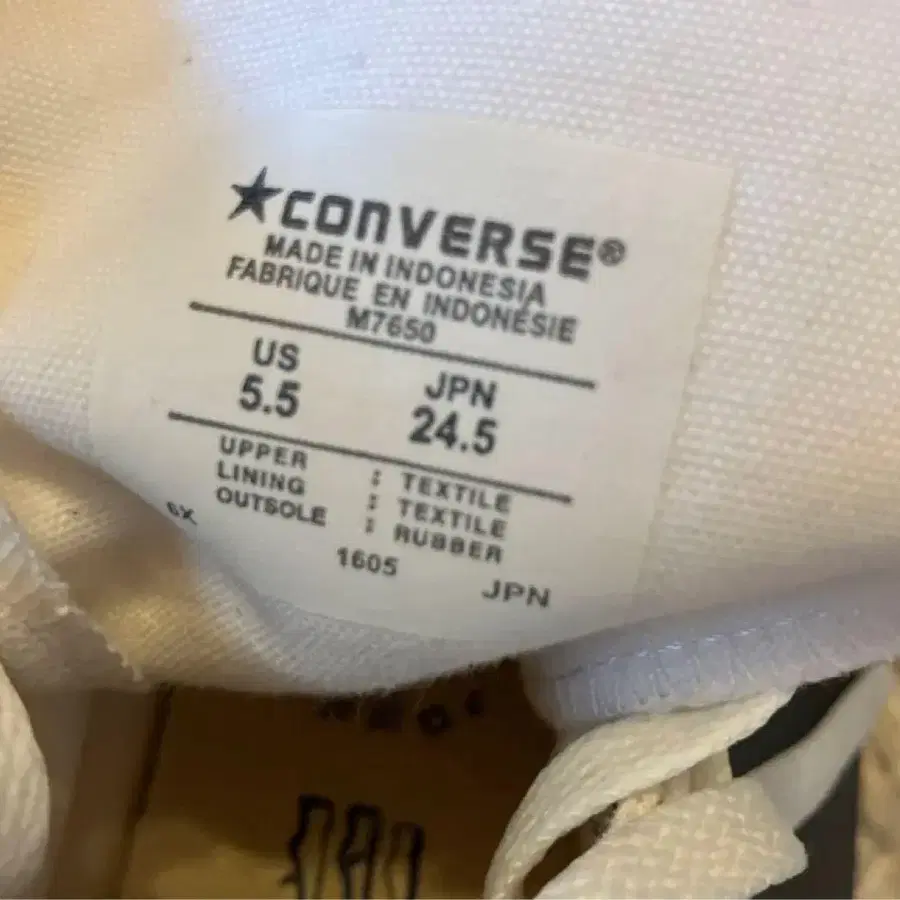 ★CONVERSE®
MADE IN INDONESIA
FABRIQUE EN INDONÉSIE
M7650
US JPN
5.5 24.5
UPPER : TEXTILE
LINING : TEXTILE
OUTSOLE : RUBBER
6X
1605
JPN